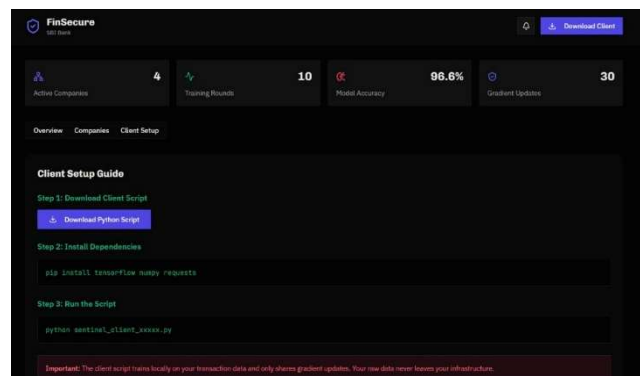 FinSecure
SBI Bank
Download Client
4
Active Companies
10
Training Rounds
96.6%
Model Accuracy
30
Gradient Updates
Overview Companies Client Setup
Client Setup Guide
Step 1: Download Client Script
Download Python Script
Step 2: Install Dependencies
pip install tensorflow numpy requests
Step 3: Run the Script
python sentinel_client_xxxxx.py
Important: The client script trains locally on your transaction data and only shares gradient updates. Your raw data never leaves your infrastructure.